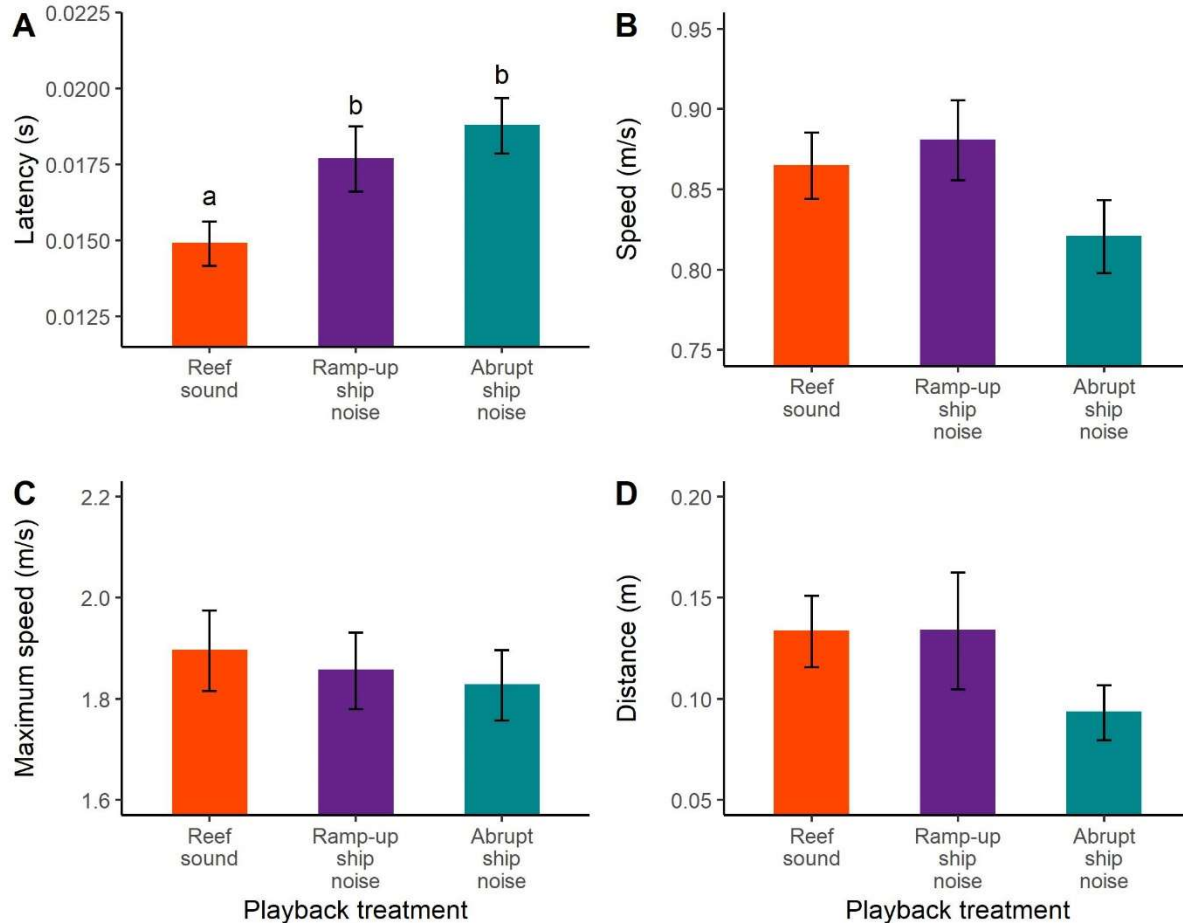 A
Latency (s)
0.0225
0.0200
0.0175
0.0150
0.0125
a
b
b
Reef
sound
Ramp-up
ship
noise
Abrupt
ship
noise
B
Speed (m/s)
0.95
0.90
0.85
0.80
0.75
Reef
sound
Ramp-up
ship
noise
Abrupt
ship
noise
C
Maximum speed (m/s)
2.2
2.0
1.8
1.6
Reef
sound
Ramp-up
ship
noise
Abrupt
ship
noise
Playback treatment
D
Distance (m)
0.20
0.15
0.10
0.05
Reef
sound
Ramp-up
ship
noise
Abrupt
ship
noise
Playback treatment